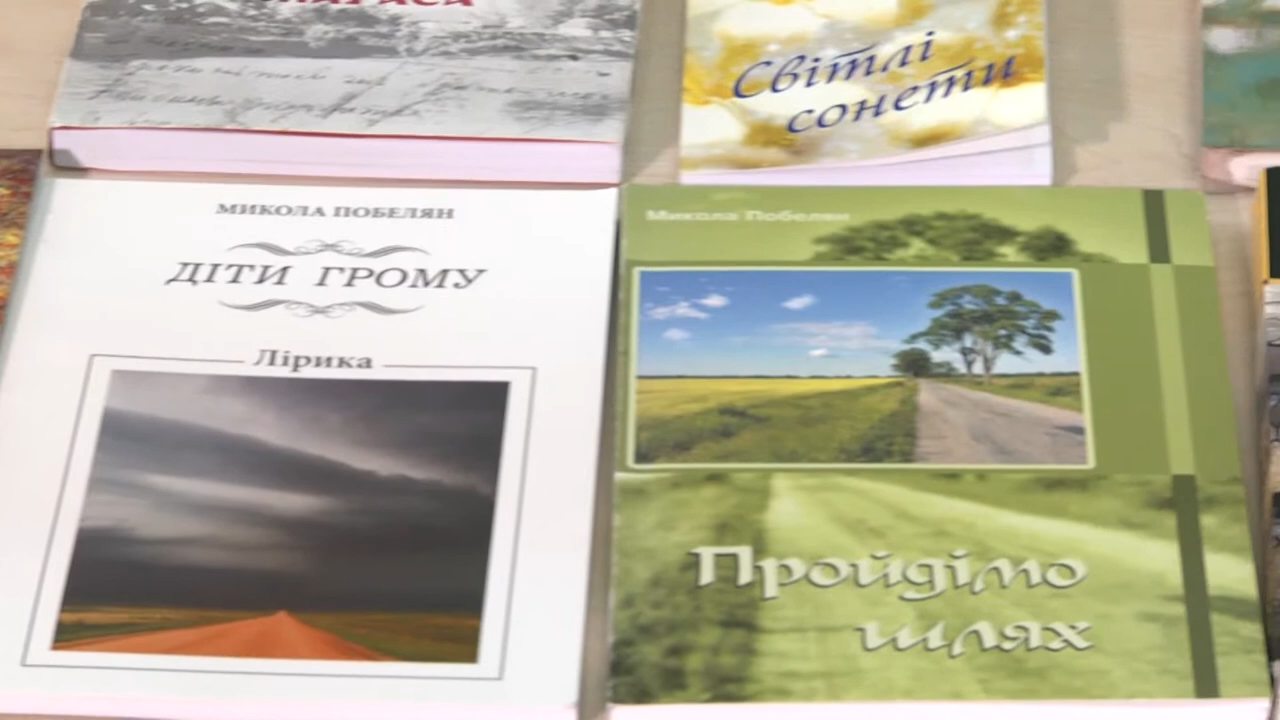 Світлі
сонети
МИКОЛА ПОБЕЛЯН
ДІТИ ГРОМУ
Лірика
Микола Побелян
Пройдімо
шлях